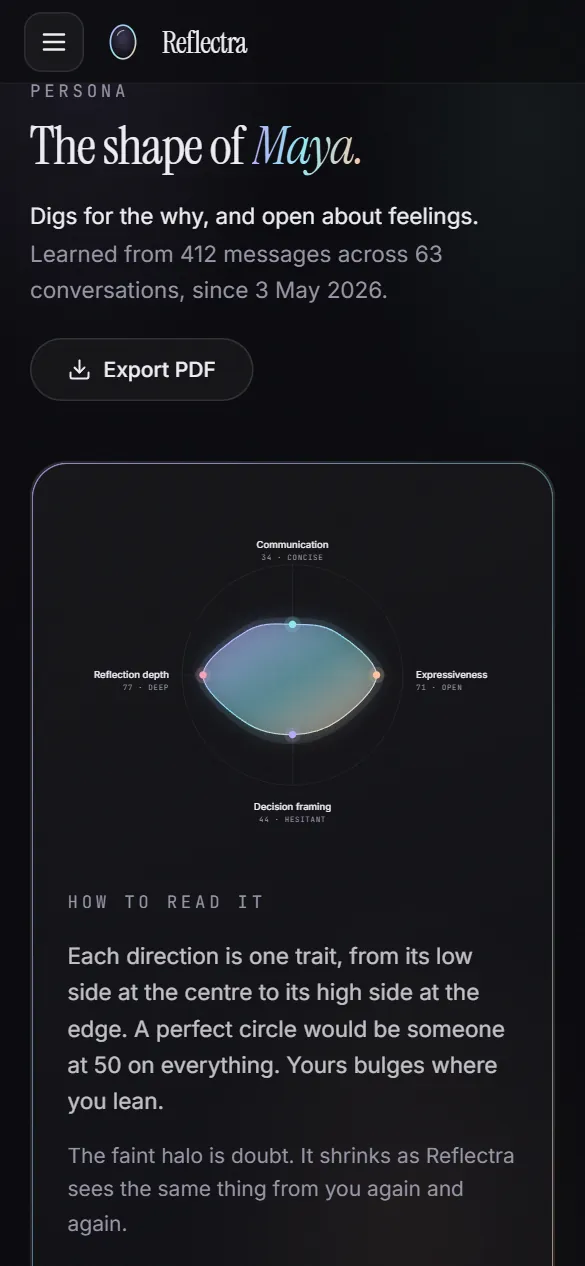 Reflectra
PERSONA
The shape of Maya.
Digs for the why, and open about feelings.
Learned from 412 messages across 63
conversations, since 3 May 2026.
Export PDF
Communication
34 · CONCISE
Reflection depth
77 · DEEP
Expressiveness
71 · OPEN
Decision framing
44 · HESITANT
HOW TO READ IT
Each direction is one trait, from its low
side at the centre to its high side at the
edge. A perfect circle would be someone
at 50 on everything. Yours bulges where
you lean.
The faint halo is doubt. It shrinks as Reflectra
sees the same thing from you again and
again.